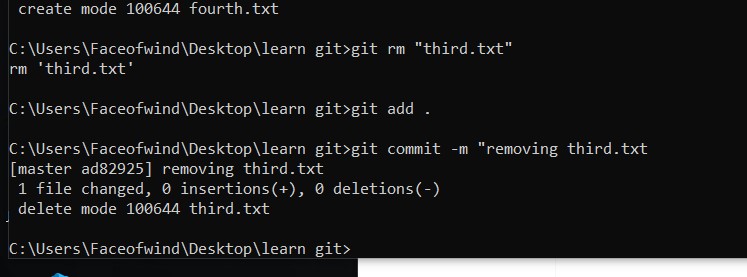 create mode 100644 fourth.txt
C:\Users\Faceofwind\Desktop\learn git>git rm "third.txt"
rm 'third.txt'
C:\Users\Faceofwind\Desktop\learn git>git add .
C:\Users\Faceofwind\Desktop\learn git>git commit -m "removing third.txt
[master ad82925] removing third.txt
1 file changed, 0 insertions(+), 0 deletions(-)
delete mode 100644 third.txt
C:\Users\Faceofwind\Desktop\learn git>